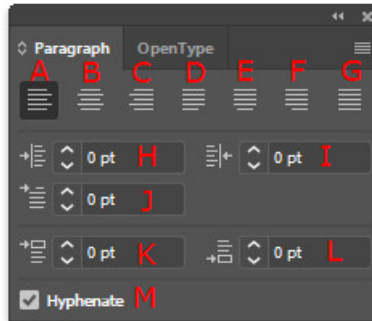 Paragraph OpenType
A B C D E F G
0 pt H 0 pt I
0 pt J
0 pt K 0 pt L
Hyphenate M